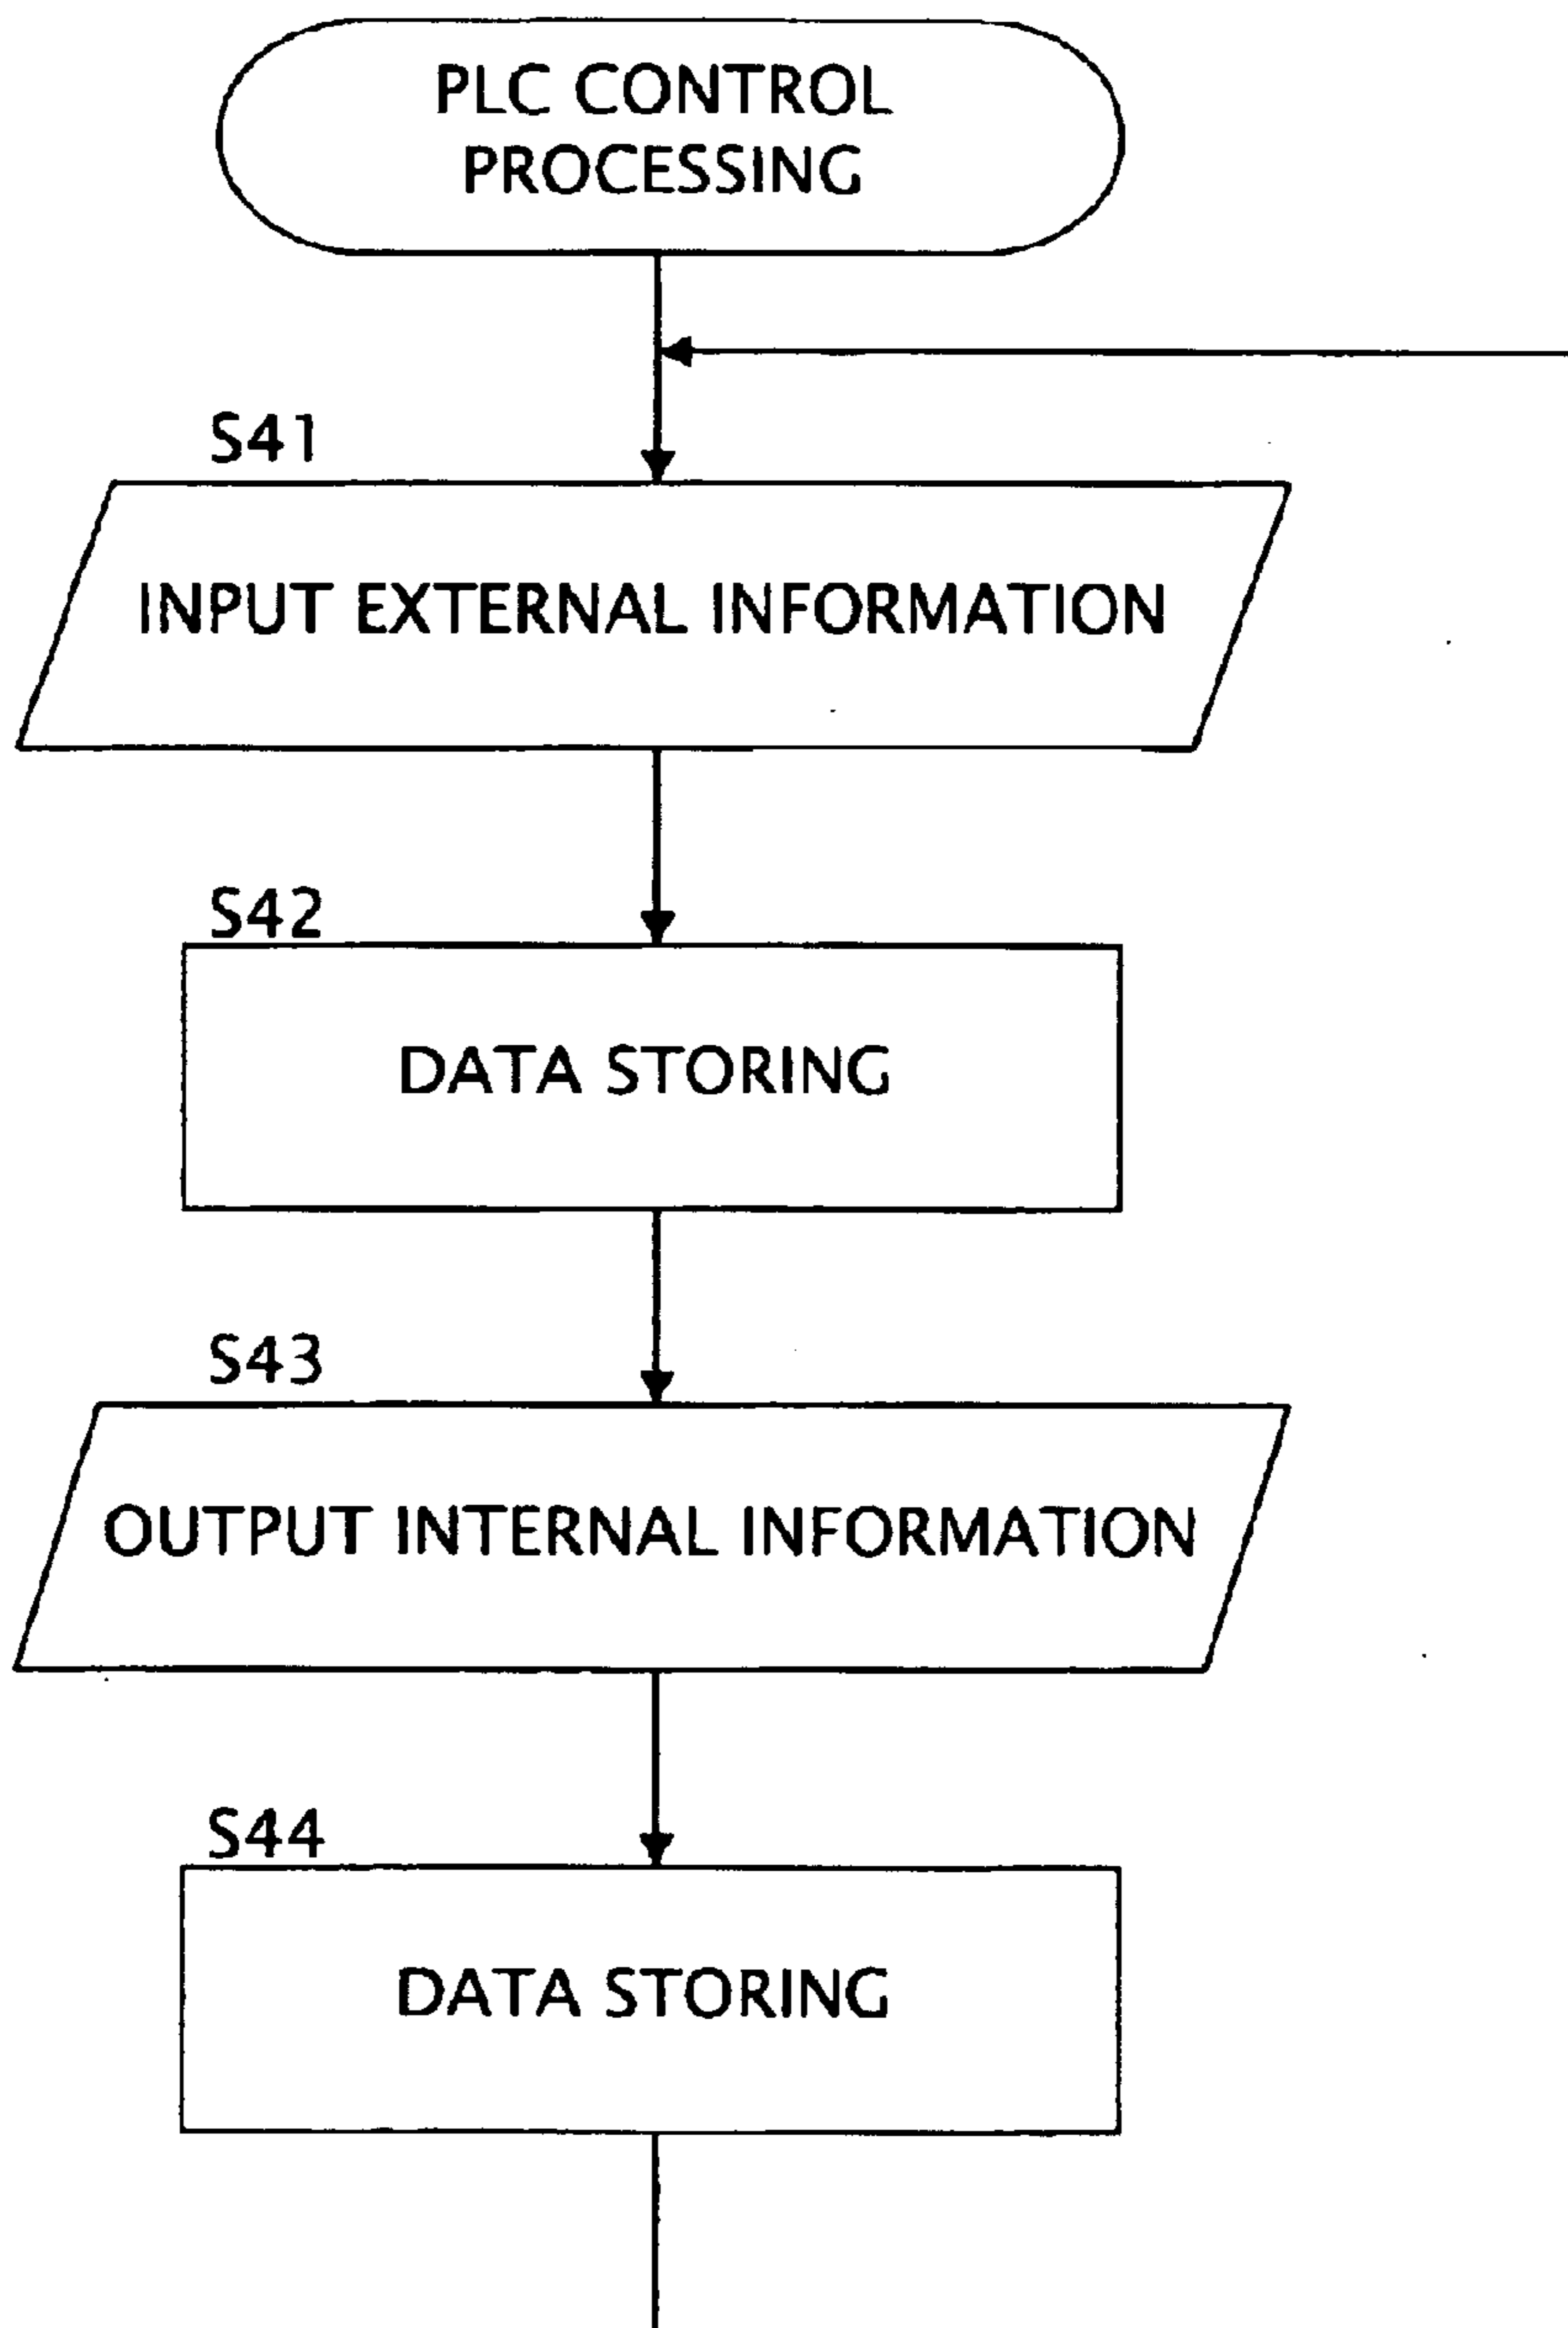 PLC CONTROL
PROCESSING
S41
INPUT EXTERNAL INFORMATION
S42
DATA STORING
S43
OUTPUT INTERNAL INFORMATION
S44
DATA STORING